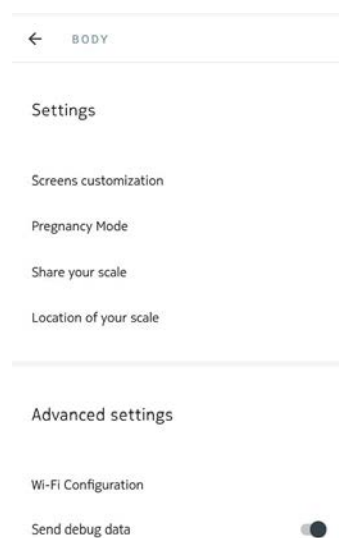 BODY
Settings
Screens customization
Pregnancy Mode
Share your scale
Location of your scale
Advanced settings
Wi-Fi Configuration
Send debug data